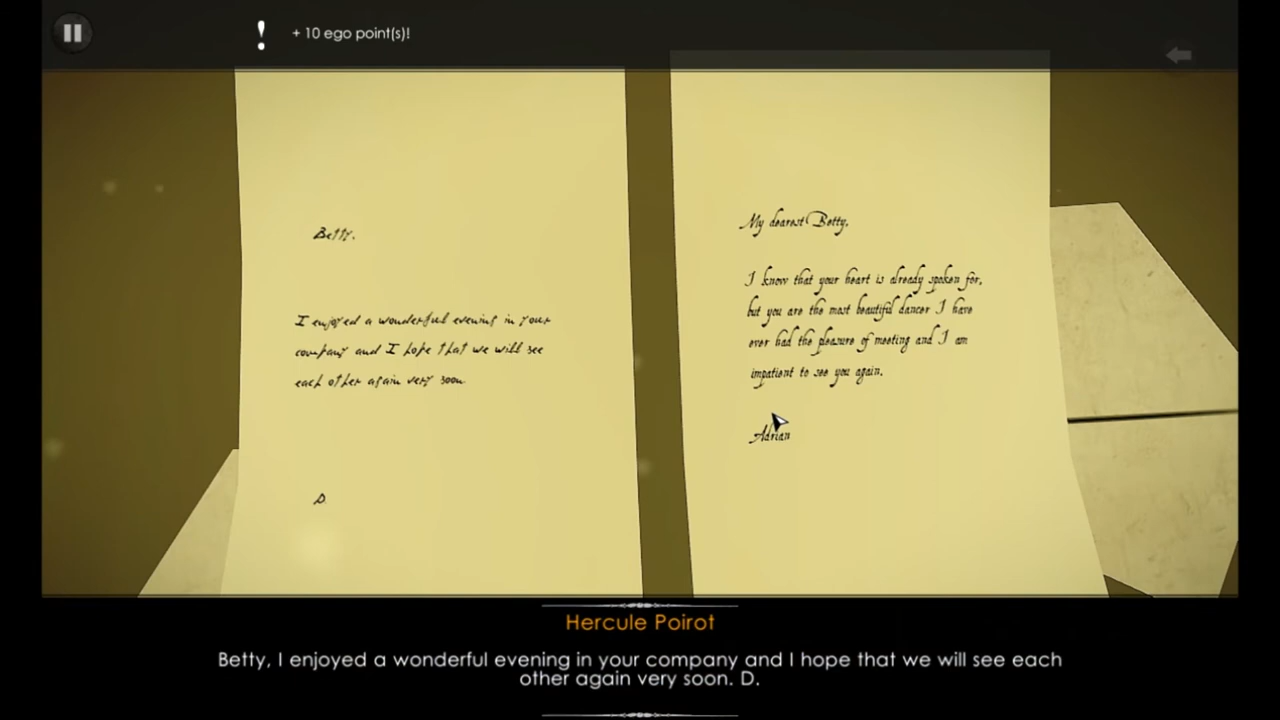 + 10 ego point(s)!
Betty,
I enjoyed a wonderful evening in your
company and I hope that we will see
each other again very soon
D.
My dearest Betty,
I know that your heart is already spoken for,
but you are the most beautiful dancer I have
ever had the pleasure of meeting and I am
impatient to see you again.
Adrian
Hercule Poirot
Betty, I enjoyed a wonderful evening in your company and I hope that we will see each
other again very soon. D.